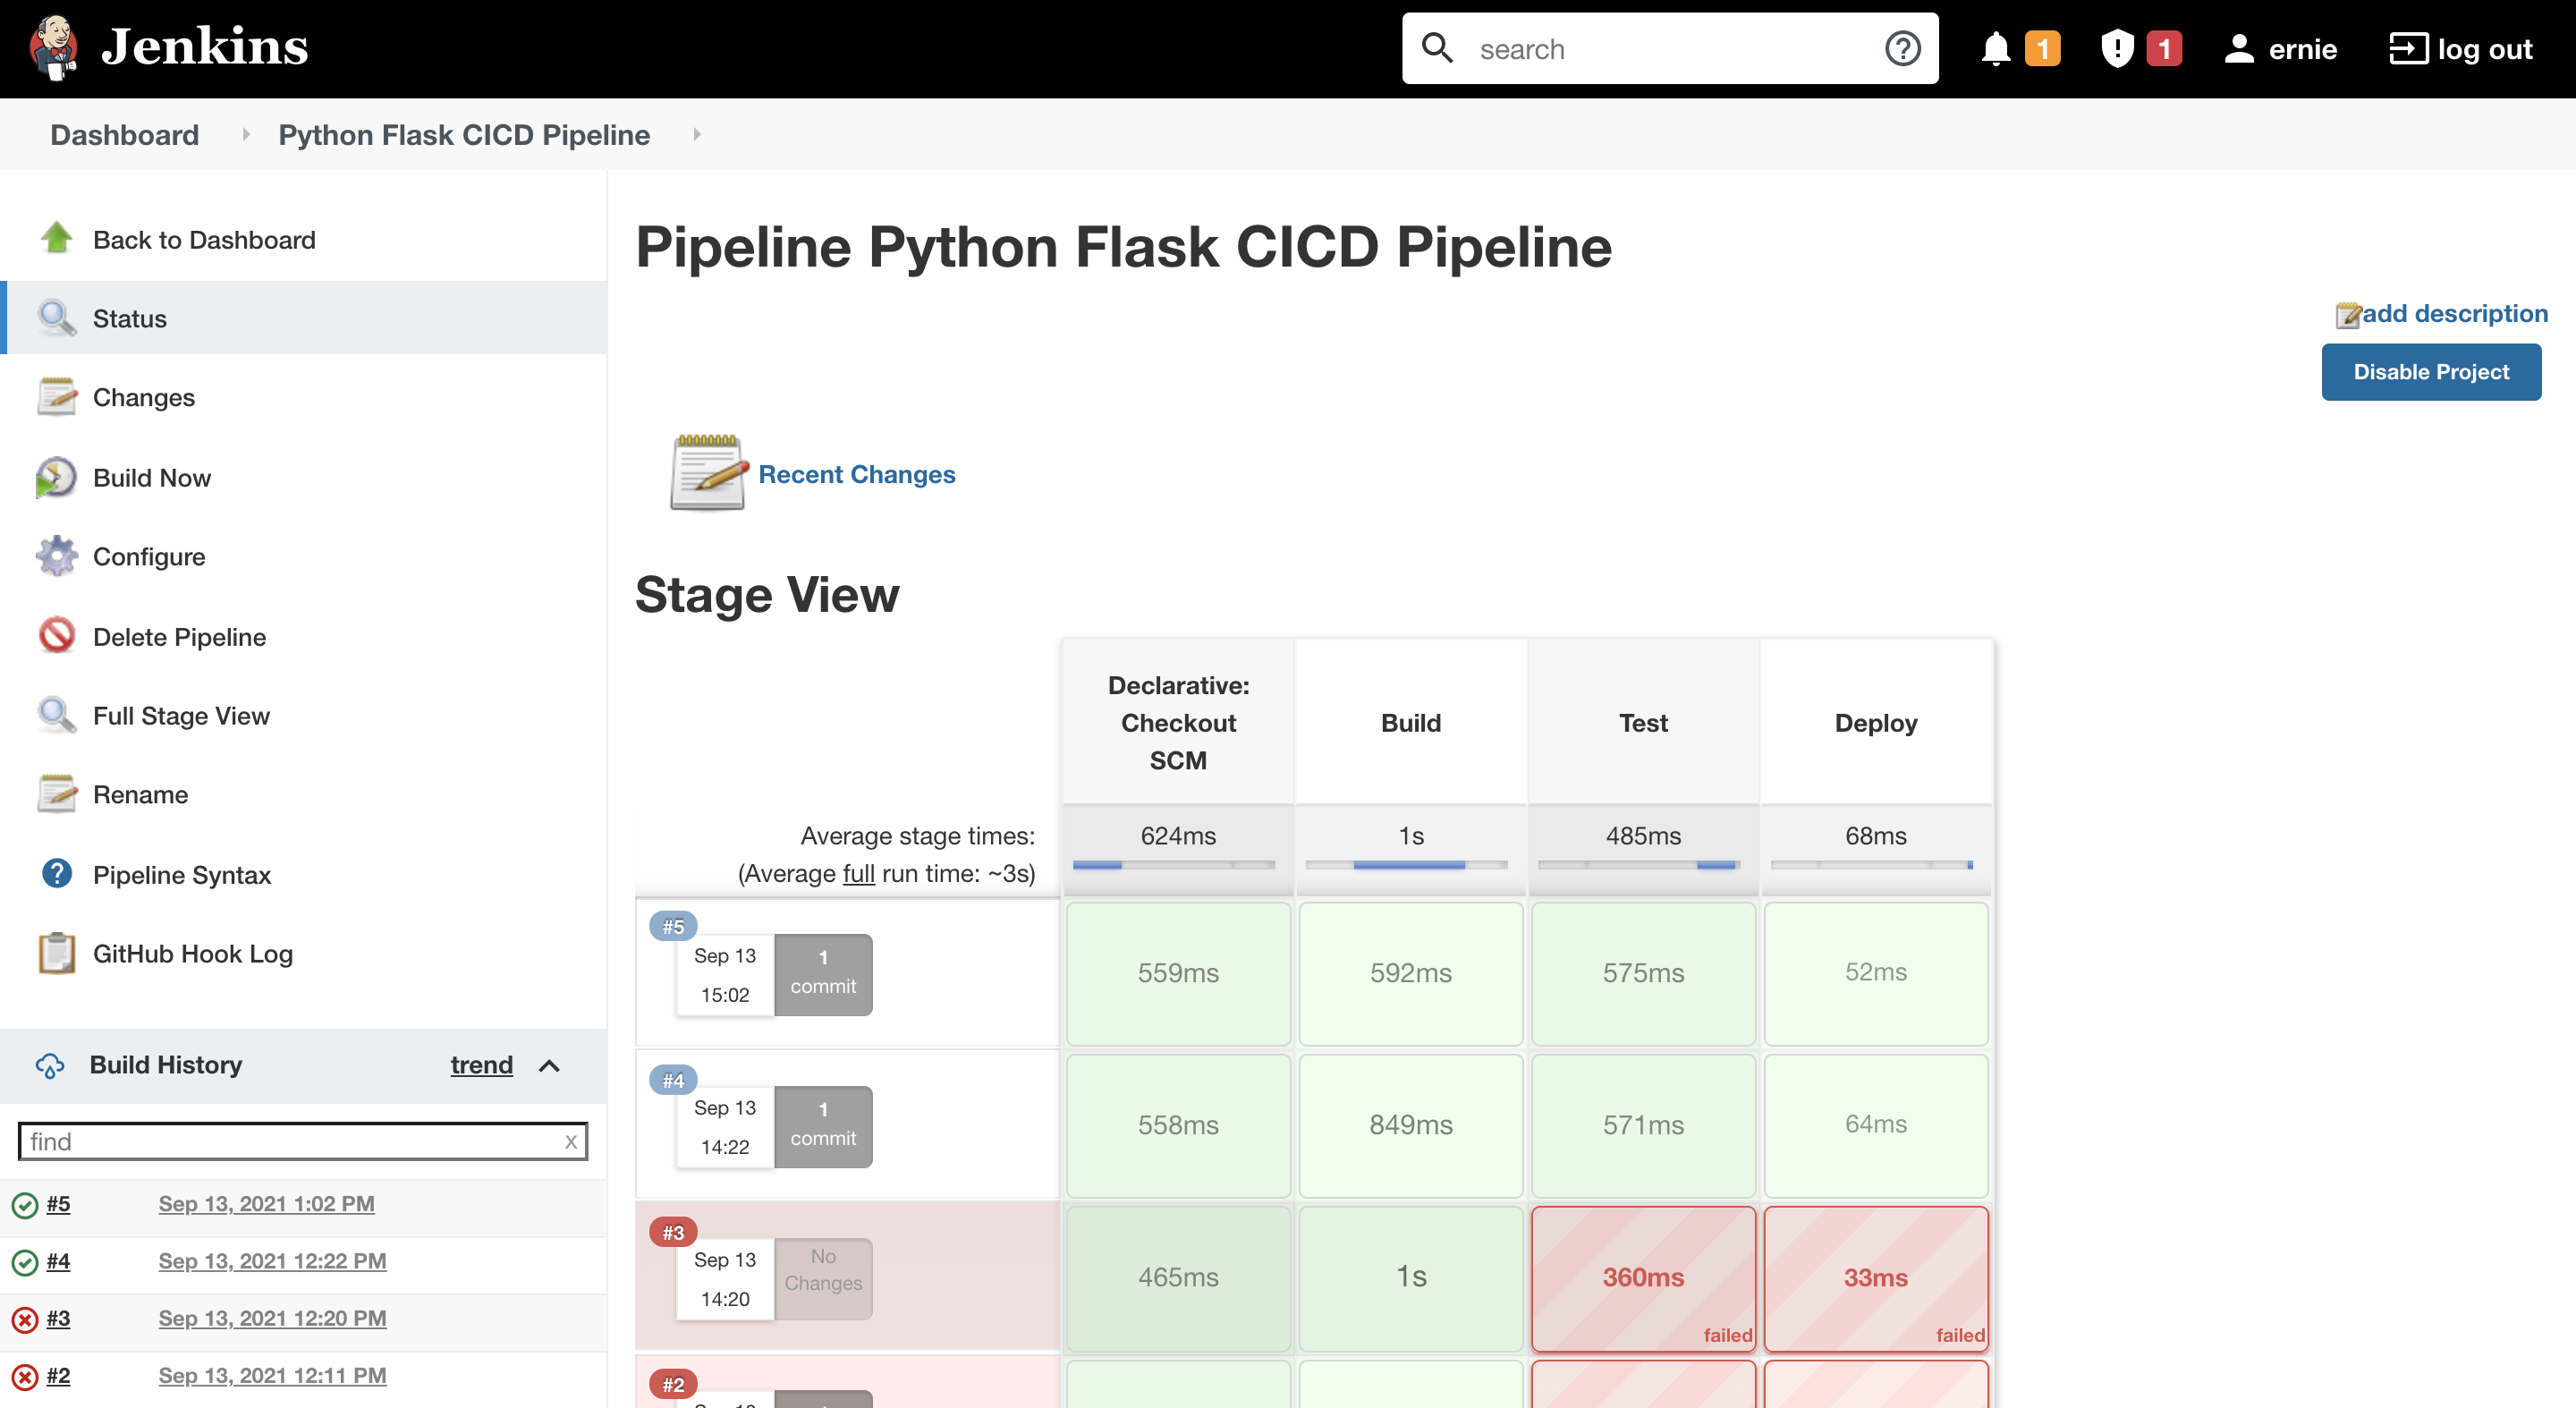 Jenkins
search
1
1
ernie
log out
Dashboard
Python Flask CICD Pipeline
Back to Dashboard
Status
Changes
Build Now
Configure
Delete Pipeline
Full Stage View
Rename
Pipeline Syntax
GitHub Hook Log
Build History
trend
find
x
#5
Sep 13, 2021 1:02 PM
#4
Sep 13, 2021 12:22 PM
#3
Sep 13, 2021 12:20 PM
#2
Sep 13, 2021 12:11 PM
Pipeline Python Flask CICD Pipeline
add description
Disable Project
Recent Changes
Stage View
Declarative:
Checkout
SCM
Build
Test
Deploy
Average stage times:
(Average full run time: ~3s)
624ms
1s
485ms
68ms
#5
Sep 13
15:02
1
commit
559ms
592ms
575ms
52ms
#4
Sep 13
14:22
1
commit
558ms
849ms
571ms
64ms
#3
Sep 13
14:20
No
Changes
465ms
1s
360ms
failed
33ms
failed
#2